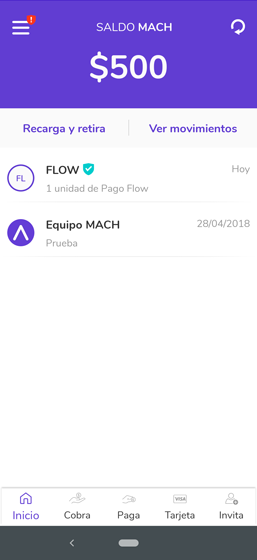 SALDO MACH
$500
Recarga y retira
Ver movimientos
FL
FLOW
Hoy
1 unidad de Pago Flow
Equipo MACH
28/04/2018
Prueba
VISA
Inicio
Cobra
Paga
Tarjeta
Invita